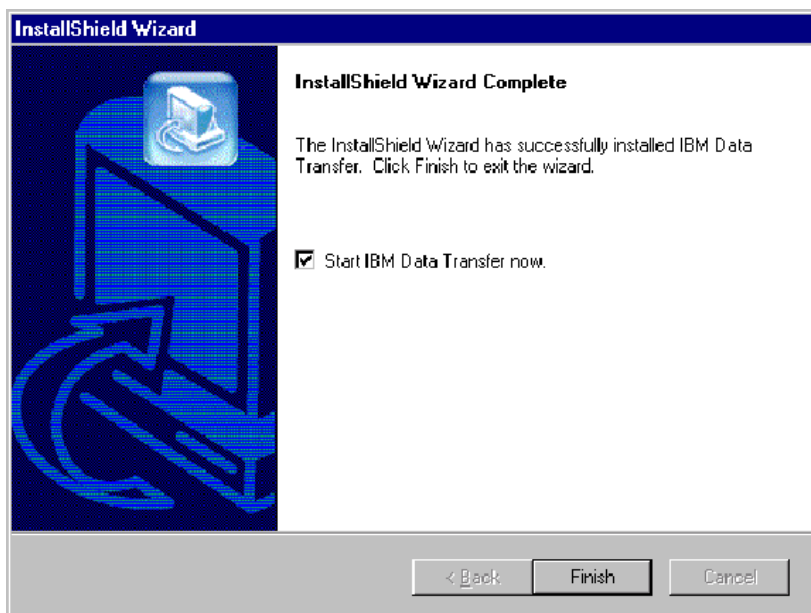 InstallShield Wizard
InstallShield Wizard Complete
The InstallShield Wizard has successfully installed IBM Data
Transfer. Click Finish to exit the wizard.
Start IBM Data Transfer now.
< Back Finish Cancel